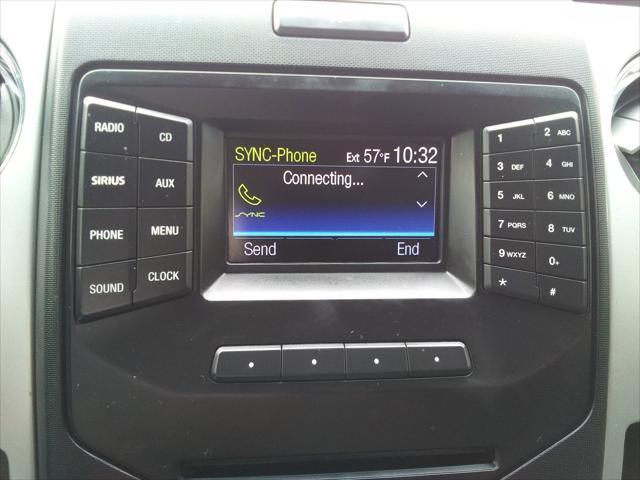 RADIO
CD
SIRIUS
AUX
PHONE
MENU
SOUND
CLOCK
SYNC-Phone Ext 57°F 10:32
Connecting...
SYNC
Send End
1
2 ABC
3 DEF
4 GHI
5 JKL
6 MNO
7 PQRS
8 TUV
9 WXYZ
0+
*
#